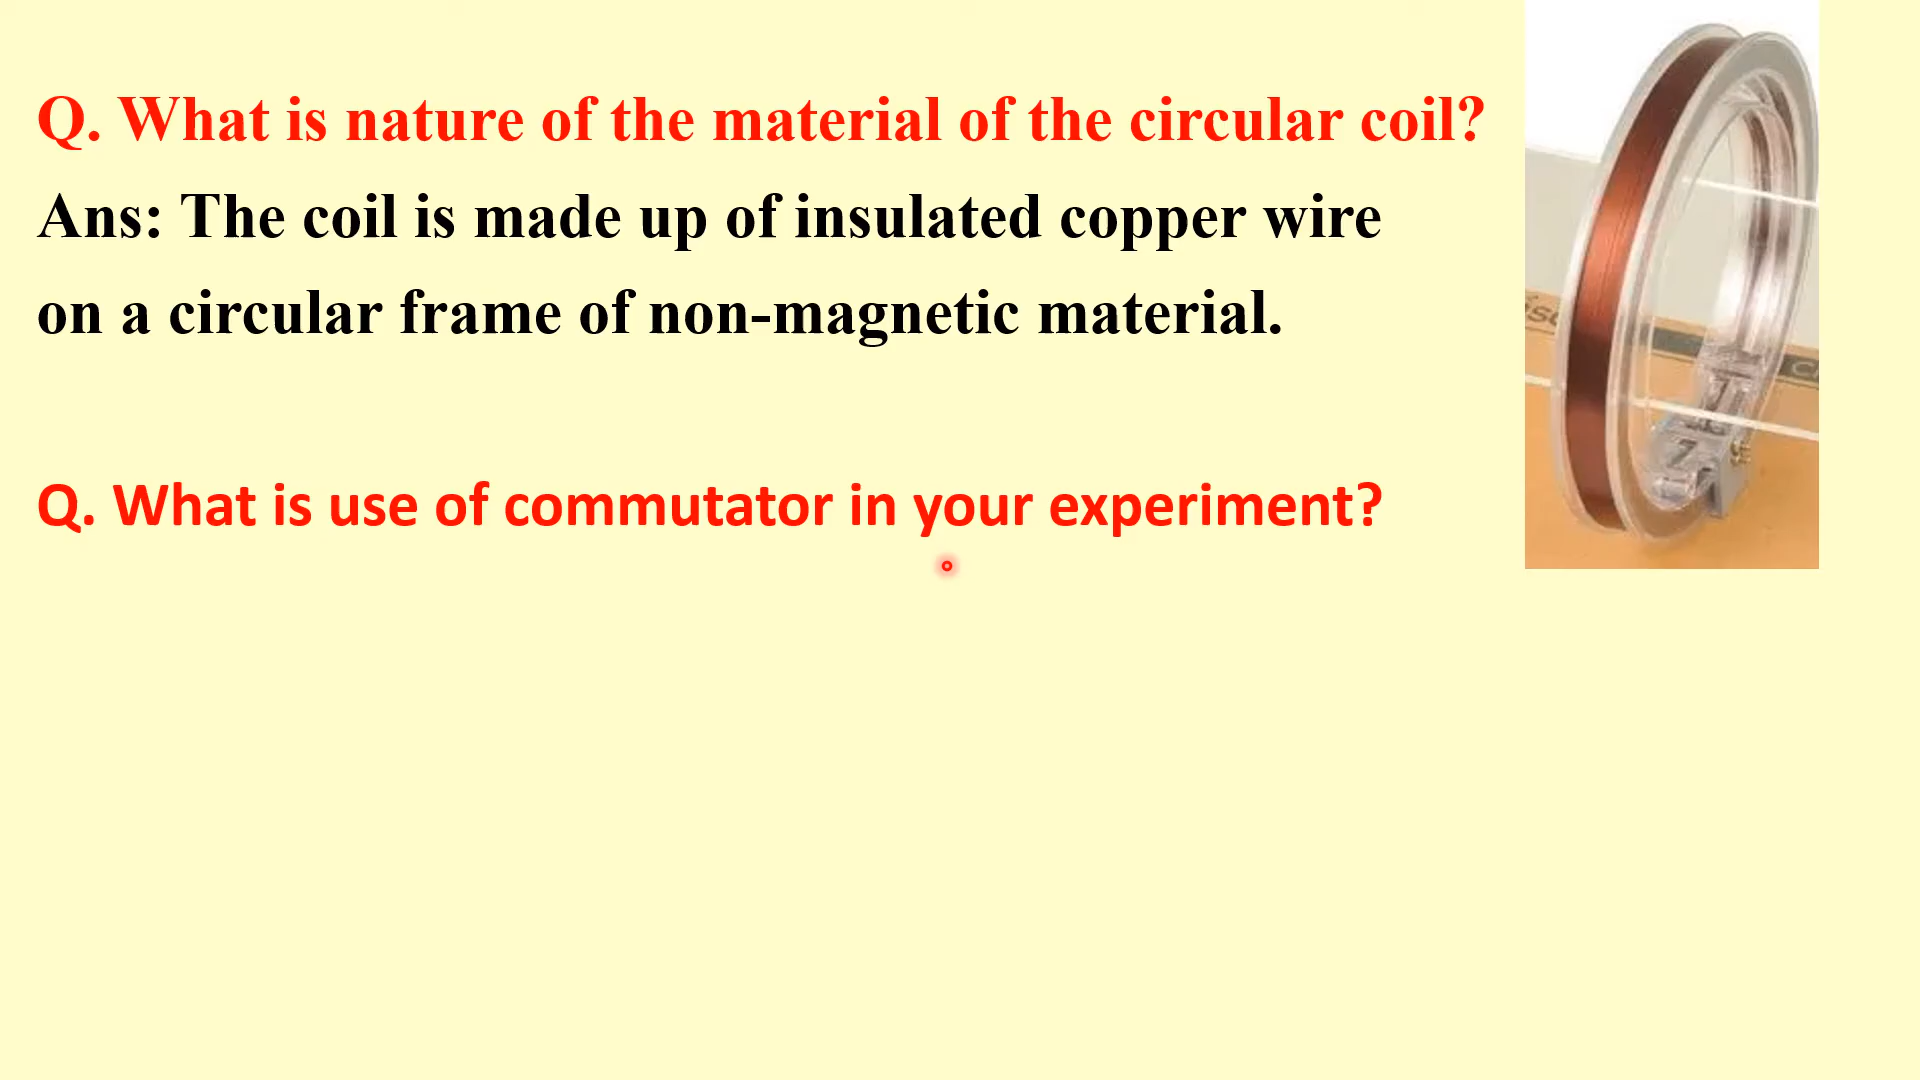 Q. What is nature of the material of the circular coil?
Ans: The coil is made up of insulated copper wire
on a circular frame of non-magnetic material.
Q. What is use of commutator in your experiment?